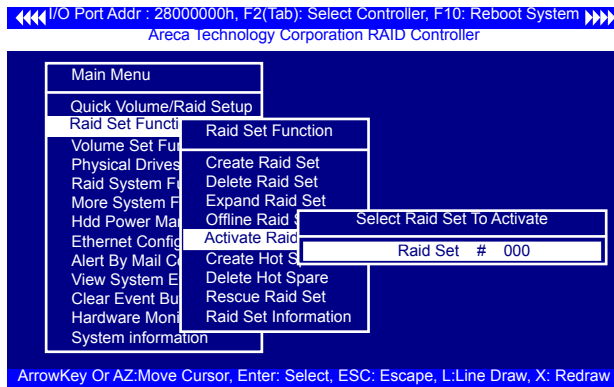 I/O Port Addr : 28000000h, F2(Tab): Select Controller, F10: Reboot System
Areca Technology Corporation RAID Controller
Main Menu
Quick Volume/Raid Setup
Raid Set Functi
Volume Set Fu
Physical Drives
Raid System F
More System F
Hdd Power Ma
Ethernet Config
Alert By Mail C
View System E
Clear Event Bu
Hardware Moni
System information
Raid Set Function
Create Raid Set
Delete Raid Set
Expand Raid Set
Offline Raid
Activate Raid
Create Hot S
Delete Hot Spare
Rescue Raid Set
Raid Set Information
Select Raid Set To Activate
Raid Set # 000
ArrowKey Or AZ:Move Cursor, Enter: Select, ESC: Escape, L:Line Draw, X: Redraw